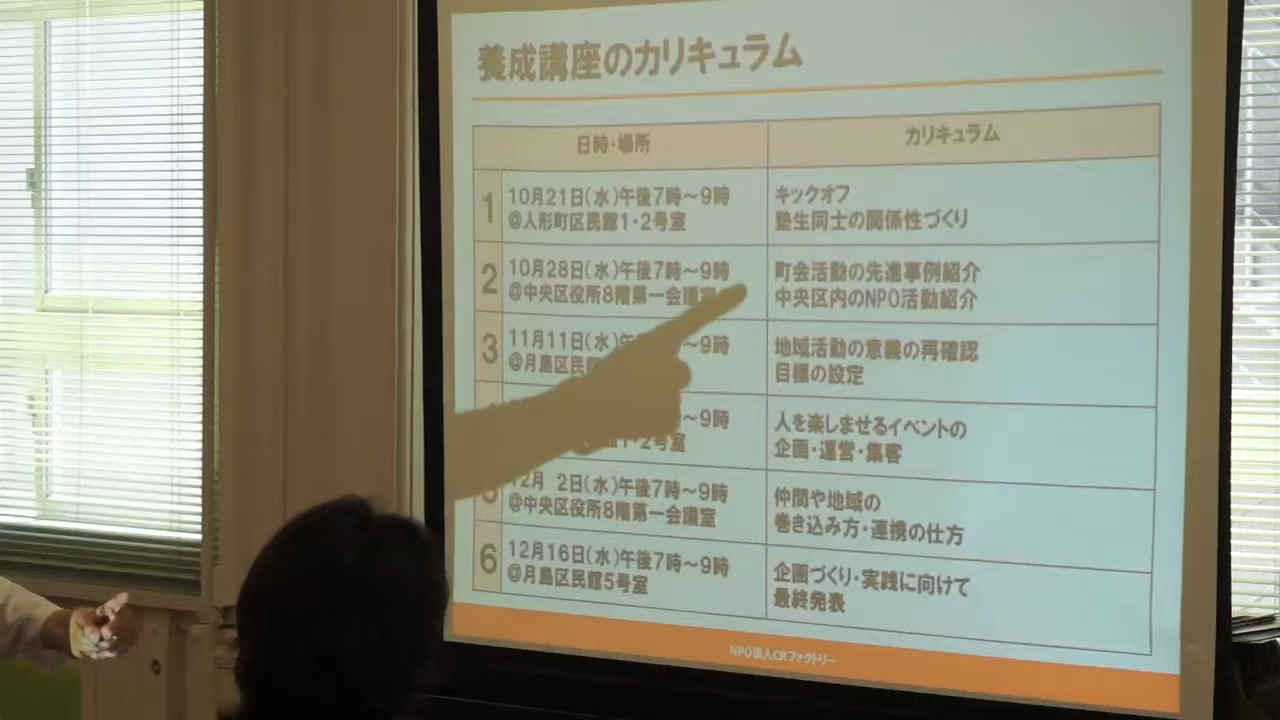 養成講座のカリキュラム
日時・場所
カリキュラム
1
10月21日(水)午後7時～9時
@人形町区民館1・2号室
キックオフ
塾生同士の関係性づくり
2
10月28日(水)午後7時～9時
@中央区役所8階第一会議室
町会活動の先進事例紹介
中央区内のNPO活動紹介
3
11月11日(水)午後7時～9時
@月島区民
地域活動の意義の再確認
目標の設定
～9時
1・2号室
人を楽しませるイベントの
企画・運営・集客
5
12月 2日(水)午後7時～9時
@中央区役所8階第一会議室
仲間や地域の
巻き込み方・連携の仕方
6
12月16日(水)午後7時～9時
@月島区民館5号室
企画づくり・実践に向けて
最終発表
NPO法人CRファクトリー